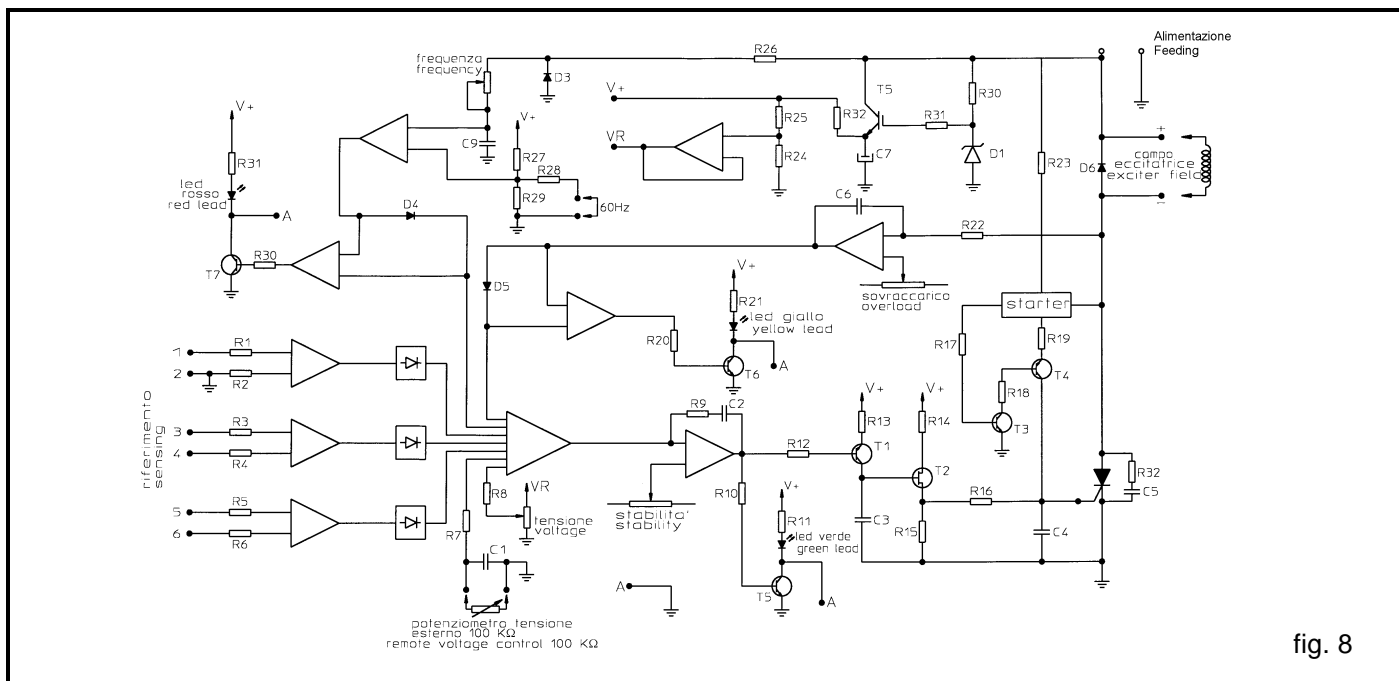 Alimentazione
Feeding
frequenza
frequency
R26
D3
V+
R31
led
rosso
red lead
A
T7
R30
D4
C9
V+
R27
R28
R29
60Hz
V+
VR
R25
R24
R32
T5
C7
R31
R30
D1
R23
D6
+
campo
eccitatrice
exciter field
-
C6
R22
sovraccarico
overload
D5
V+
R21
led giallo
yellow lead
R20
T6
A
starter
R17
R19
T4
R18
T3
riferimento
sensing
1
2
3
4
5
6
R1
R2
R3
R4
R5
R6
R7
R8
VR
tensione
voltage
C1
potenziometro tensione
esterno 100 KΩ
remote voltage control 100 KΩ
R9
C2
stabilita'
stability
R10
R12
V+
R11
led verde
green lead
T5
A
A
V+
R13
T1
C3
V+
R14
T2
R15
R16
C4
R32
C5
fig. 8